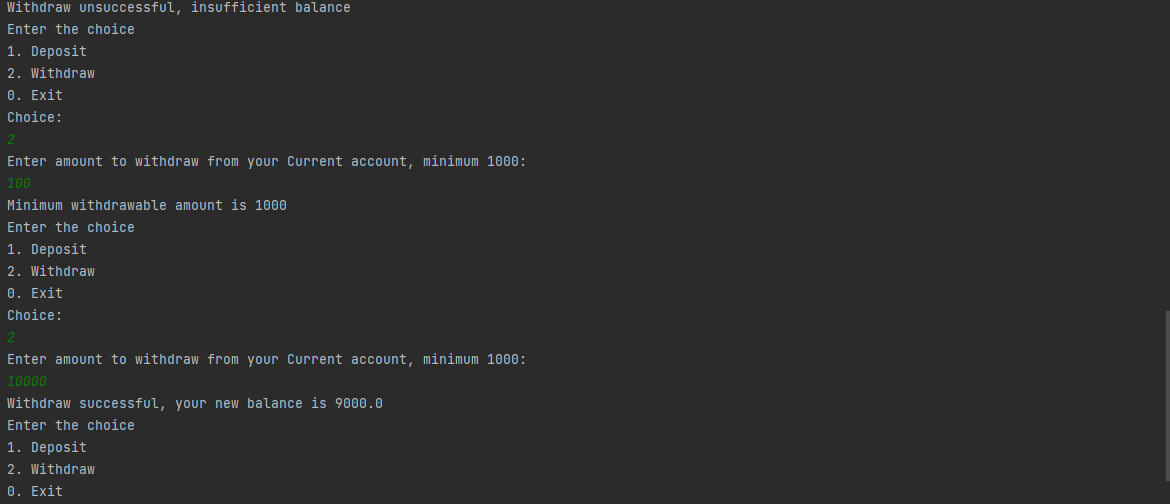 Withdraw unsuccessful, insufficient balance
Enter the choice
1. Deposit
2. Withdraw
0. Exit
Choice:
2
Enter amount to withdraw from your Current account, minimum 1000:
100
Minimum withdrawable amount is 1000
Enter the choice
1. Deposit
2. Withdraw
0. Exit
Choice:
2
Enter amount to withdraw from your Current account, minimum 1000:
10000
Withdraw successful, your new balance is 9000.0
Enter the choice
1. Deposit
2. Withdraw
0. Exit